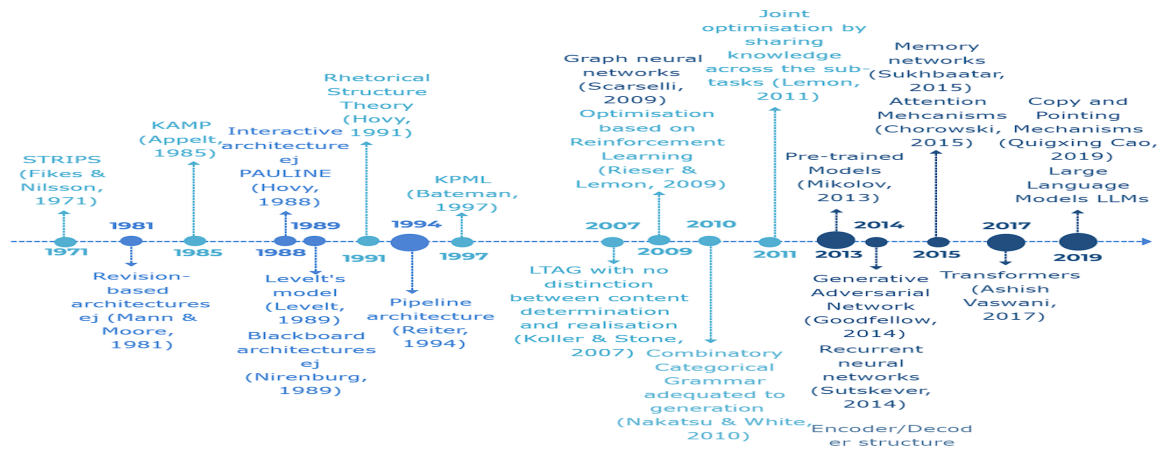 STRIPS
(Fikes &
Nilsson,
1971)
1971
1981
Revision-
based
architectures
ej (Mann &
Moore,
1981)
KAMP
(Appelt,
1985)
1985
Interactive
architecture
ej
PAULINE
(Hovy,
1988)
1988
1989
Levelt's
model
(Levelt,
1989)
Blackboard
architectures
ej
(Nirenburg,
1989)
Rhetorical
Structure
Theory
(Hovy,
1991)
1991
1994
Pipeline
architecture
(Reiter,
1994)
KPML
(Bateman,
1997)
1997
2007
LTAG with no
distinction
between content
determination
and realisation
(Koller & Stone,
2007)
Graph neural
networks
(Scarselli,
2009)
Optimisation
based on
Reinforcement
Learning
(Rieser &
Lemon, 2009)
2009
2010
Combinatory
Categorical
Grammar
adequated to
generation
(Nakatsu & White,
2010)
Joint
optimisation by
sharing
knowledge
across the sub-
tasks (Lemon,
2011)
2011
Pre-trained
Models
(Mikolov,
2013)
2013
2014
Generative
Adversarial
Network
(Goodfellow,
2014)
Recurrent
neural
networks
(Sutskever,
2014)
Encoder/Decod
er structure
Memory
networks
(Sukhbaatar,
2015)
Attention
Mehcanisms
(Chorowski,
2015)
2015
2017
Transformers
(Ashish
Vaswani,
2017)
Copy and
Pointing
Mechanisms
(Quigxing Cao,
2019)
Large
Language
Models LLMs
2019